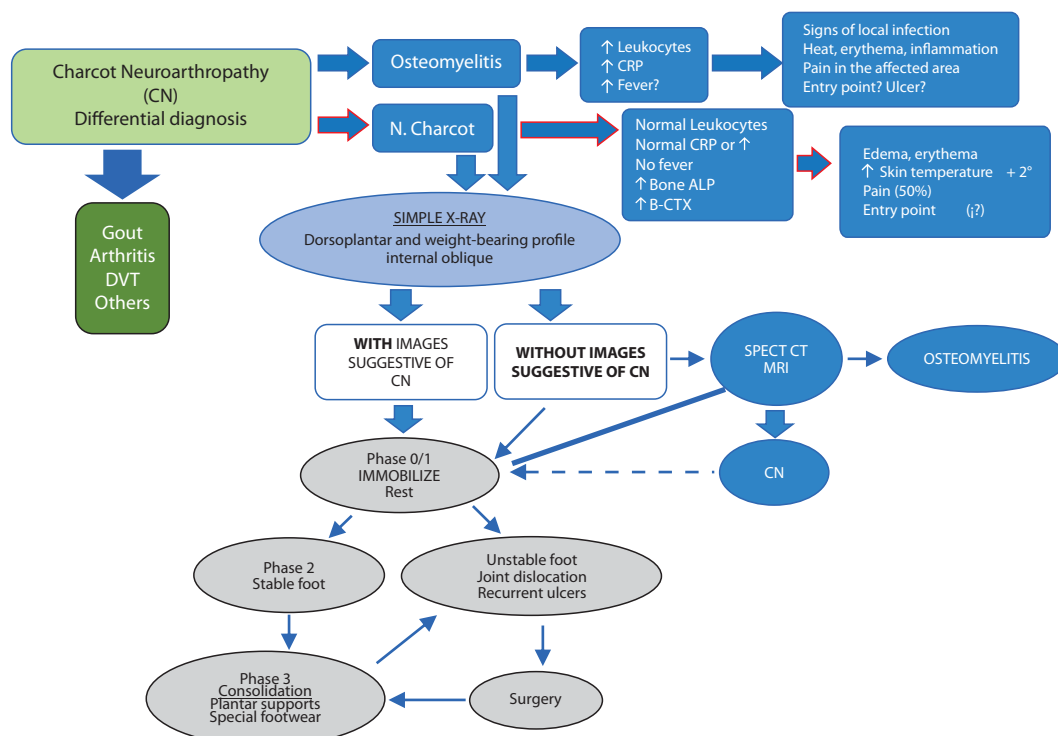 Charcot Neuroarthropathy
(CN)
Differential diagnosis
Osteomyelitis
↑ Leukocytes
↑ CRP
↑ Fever?
Signs of local infection
Heat, erythema, inflammation
Pain in the affected area
Entry point? Ulcer?
N. Charcot
Normal Leukocytes
Normal CRP or ↑
No fever
↑ Bone ALP
↑ B-CTX
Edema, erythema
↑ Skin temperature + 2°
Pain (50%)
Entry point (¡?)
Gout
Arthritis
DVT
Others
SIMPLE X-RAY
Dorsoplantar and weight-bearing profile
internal oblique
WITH IMAGES
SUGGESTIVE OF
CN
WITHOUT IMAGES
SUGGESTIVE OF CN
SPECT CT
MRI
OSTEOMYELITIS
Phase 0/1
IMMOBILIZE
Rest
CN
Phase 2
Stable foot
Unstable foot
Joint dislocation
Recurrent ulcers
Phase 3
Consolidation
Plantar supports
Special footwear
Surgery